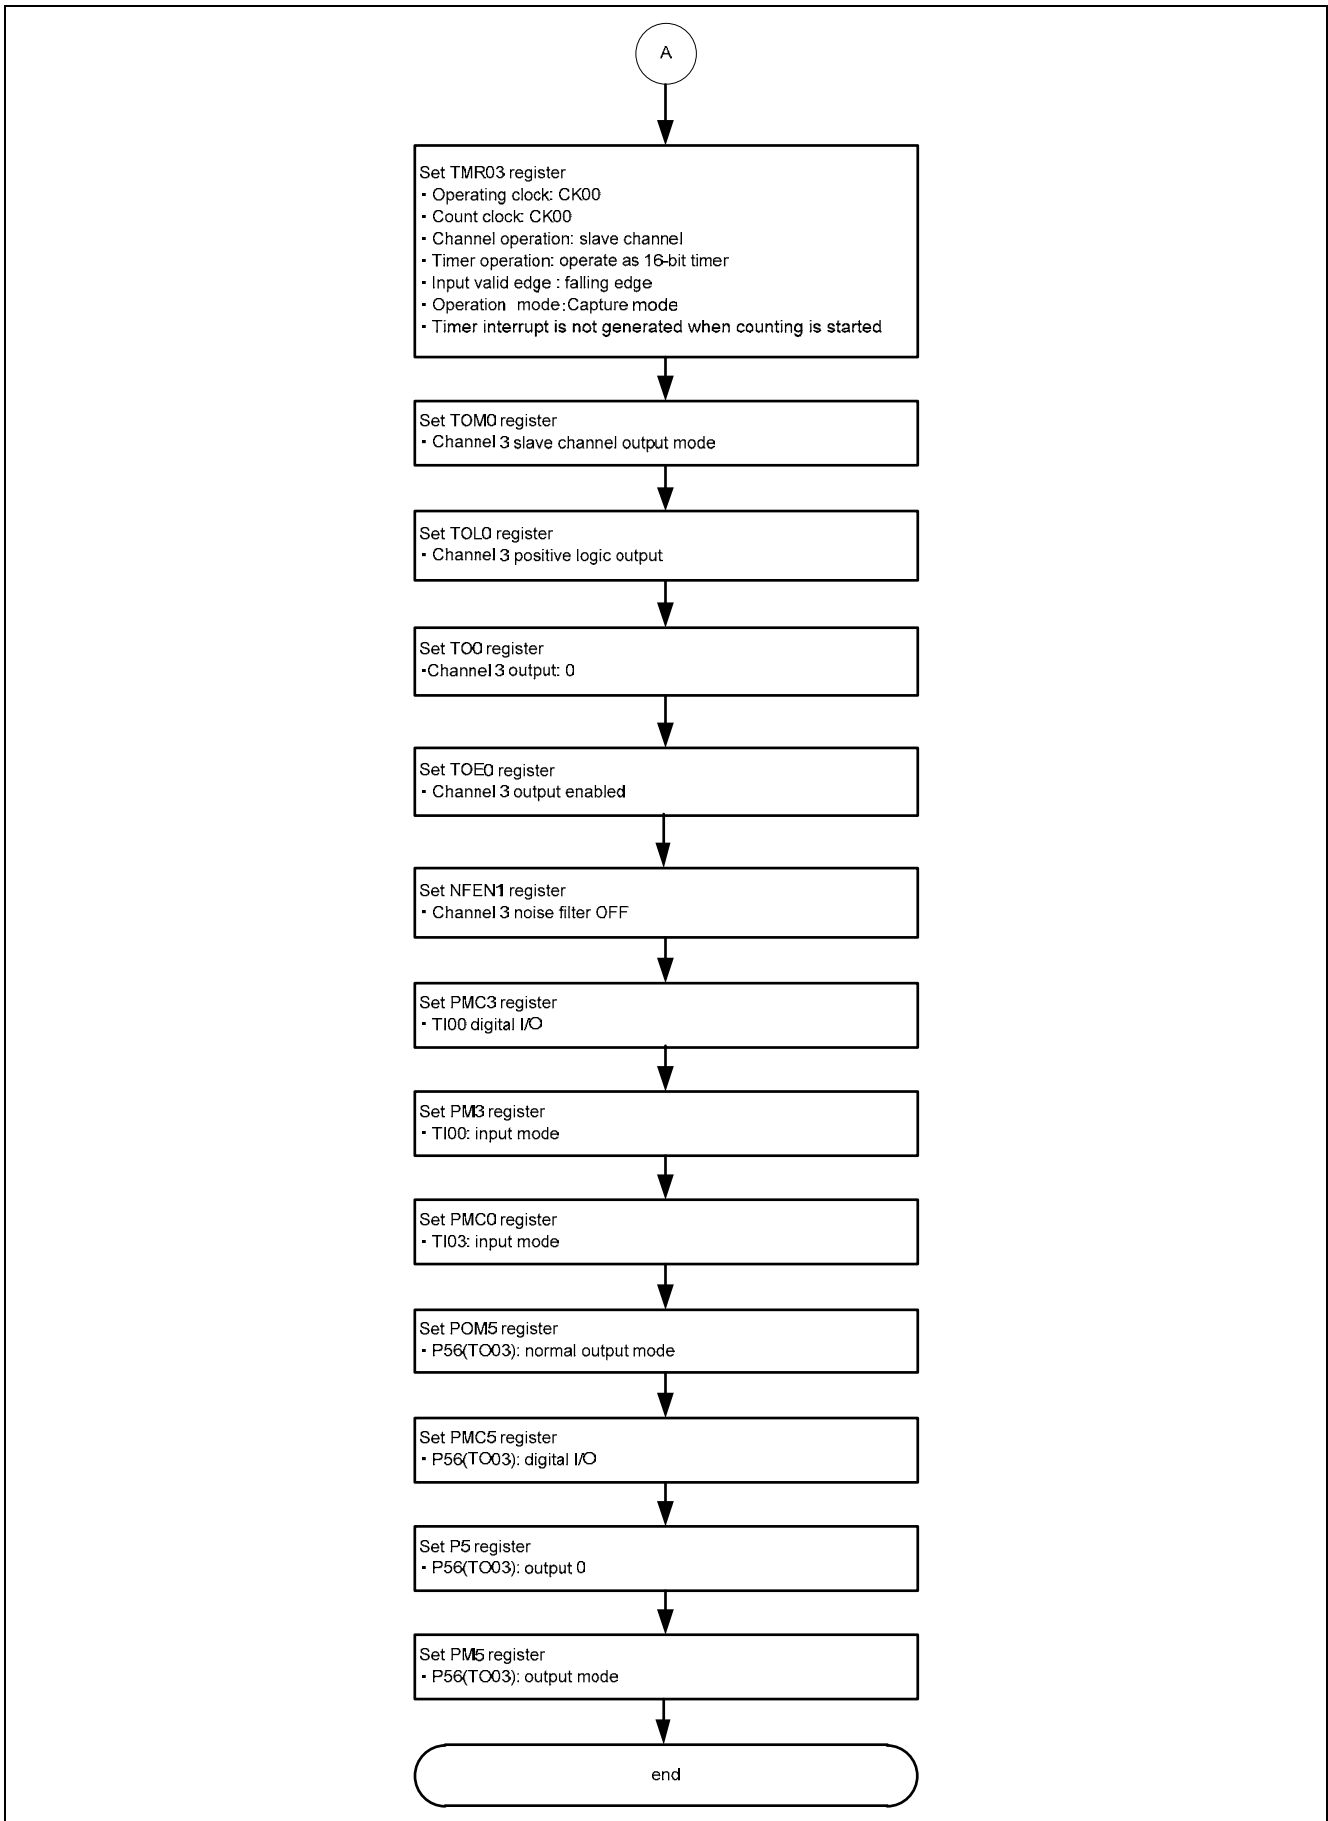 A
Set TMR03 register
- Operating clock: CK00
- Count clock: CK00
- Channel operation: slave channel
- Timer operation: operate as 16-bit timer
- Input valid edge : falling edge
- Operation mode:Capture mode
- Timer interrupt is not generated when counting is started
Set TOM0 register
- Channel 3 slave channel output mode
Set TOL0 register
- Channel 3 positive logic output
Set TO0 register
-Channel 3 output: 0
Set TOE0 register
- Channel 3 output enabled
Set NFEN1 register
- Channel 3 noise filter OFF
Set PMC3 register
- TI00 digital I/O
Set PM3 register
- TI00: input mode
Set PMC0 register
- TI03: input mode
Set POM5 register
- P56(TO03): normal output mode
Set PMC5 register
- P56(TO03): digital I/O
Set P5 register
- P56(TO03): output 0
Set PM5 register
- P56(TO03): output mode
end